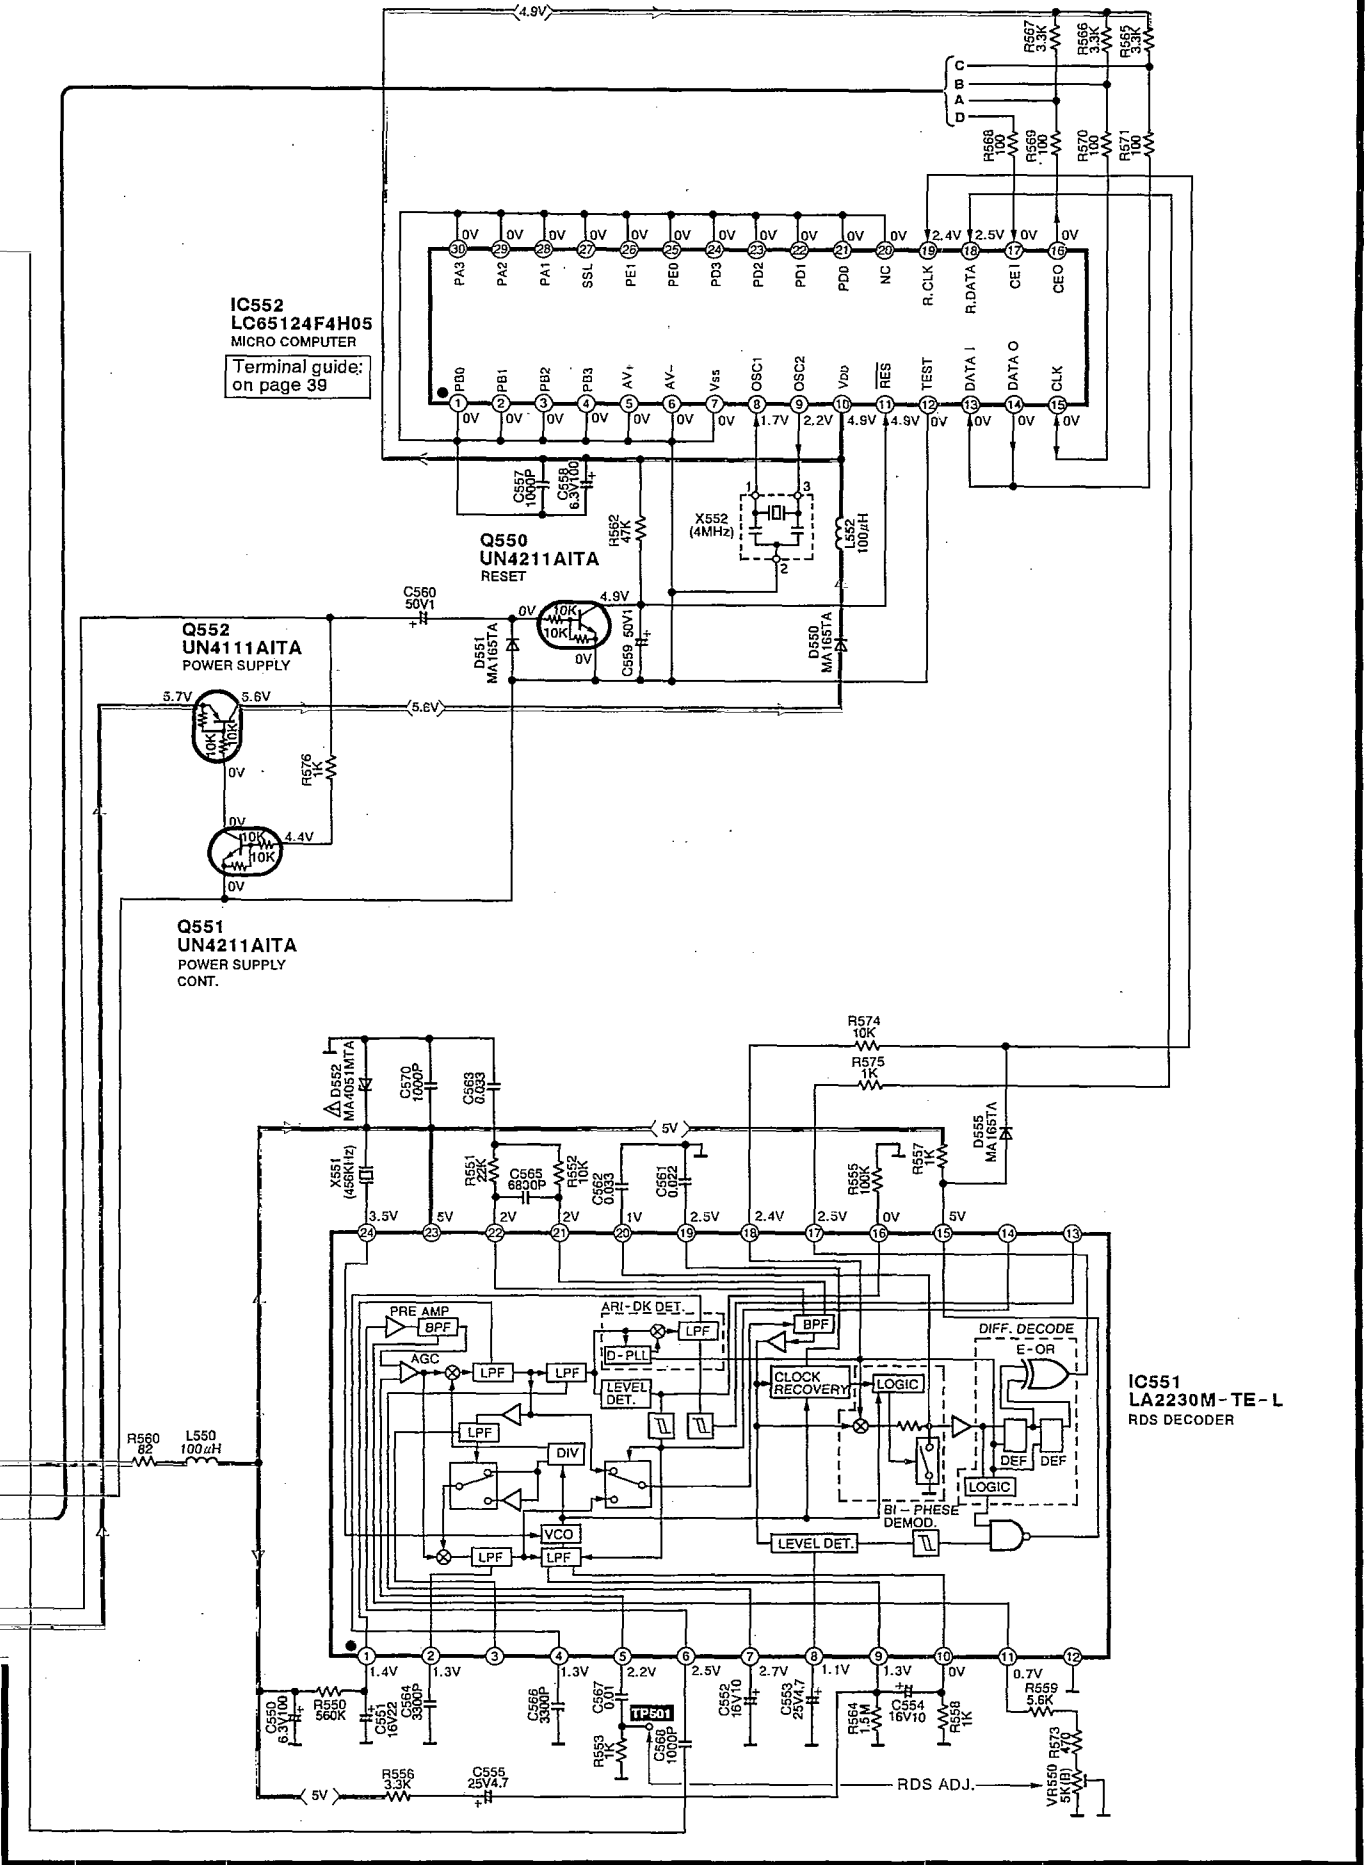 4.9V
R567 3.3K
R566 3.3K
R565 3.3K
C
B
A
D
R568 100
R569 100
R570 100
R571 100
0V 0V 0V 0V 0V 0V 0V 0V 0V 0V 0V 2.4V 2.5V 0V 0V
30 29 28 27 26 25 24 23 22 21 20 19 18 17 16
PA3 PA2 PA1 SSL PE1 PE0 PD3 PD2 PD1 PD0 NC R.CLK R.DATA CE I CEO
IC552
LC65124F4H05
MICRO COMPUTER
Terminal guide:
on page 39
PB0 PB1 PB2 PB3 AV+ AV- Vss OSC1 OSC2 VDD RES TEST DATA I DATA O CLK
1 2 3 4 5 6 7 8 9 10 11 12 13 14 15
0V 0V 0V 0V 0V 0V 0V 1.7V 2.2V 4.9V 4.9V 0V 0V 0V 0V
C557 1000P
C558 6.3V100
+
R562 47K
1 3
X552
(4MHz)
2
L552 100μH
Q550
UN4211AITA
RESET
C560
50V1
+
0V
10K
10K
4.9V
0V
D551 MA165TA
C559 50V1
+
D550 MA165TA
Q552
UN4111AITA
POWER SUPPLY
5.7V
5.6V
5.6V
10K
10K
0V
R576 1K
0V
10K
10K
4.4V
0V
Q551
UN4211AITA
POWER SUPPLY
CONT.
R574
10K
R575
1K
D552 MA4051MTA
C570 1000P
C563 0.033
5V
D555 MA165TA
X551 (456KHz)
R551 22K
C565
6800P
R552 10K
C562 0.033
C561 0.022
R555 100K
R557 1K
3.5V 5V 2V 2V 1V 2.5V 2.4V 2.5V 0V 5V
24 23 22 21 20 19 18 17 16 15 14 13
PRE AMP
BPF
AGC
ARI-DK DET.
LPF
D-PLL
BPF
DIFF. DECODE
E-OR
LPF
LPF
LEVEL DET.
CLOCK RECOVERY
LOGIC
LPF
DIV
DEF DEF
LOGIC
BI-PHESE
DEMOD.
VCO
LPF
LPF
LEVEL DET.
IC551
LA2230M-TE-L
RDS DECODER
R560
82
L550
100μH
1 2 3 4 5 6 7 8 9 10 11 12
1.4V 1.3V 1.3V 2.2V 2.5V 2.7V 1.1V 1.3V 0V 0.7V
C550 6.3V100
+
R550
560K
C551 16V22
+
C564 3300P
C566 3300P
C567 0.01
TP501
R553 1K
C568 1000P
C552 16V10
+
C553 25V4.7
+
R564 1.5M
+
C554
16V10
R558 1K
R559
5.6K
R573 470
VR550 5K(B)
5V
R556
3.3K
C555
25V4.7
+
RDS ADJ.